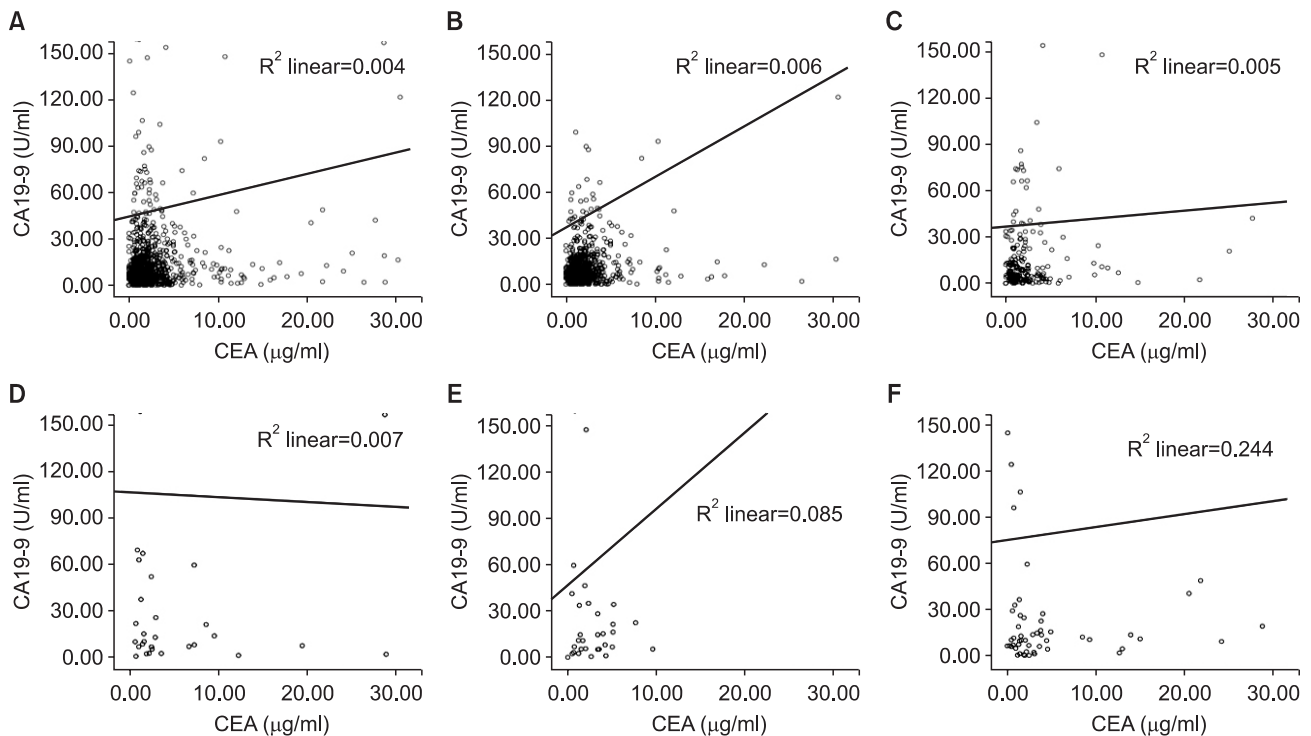 A
150.00
120.00
90.00
60.00
30.00
0.00
CA19-9 (U/ml)
R² linear=0.004
0.00 10.00 20.00 30.00
CEA (μg/ml)
B
150.00
120.00
90.00
60.00
30.00
0.00
CA19-9 (U/ml)
R² linear=0.006
0.00 10.00 20.00 30.00
CEA (μg/ml)
C
150.00
120.00
90.00
60.00
30.00
0.00
CA19-9 (U/ml)
R² linear=0.005
0.00 10.00 20.00 30.00
CEA (μg/ml)
D
150.00
120.00
90.00
60.00
30.00
0.00
CA19-9 (U/ml)
R² linear=0.007
0.00 10.00 20.00 30.00
CEA (μg/ml)
E
150.00
120.00
90.00
60.00
30.00
0.00
CA19-9 (U/ml)
R² linear=0.085
0.00 10.00 20.00 30.00
CEA (μg/ml)
F
150.00
120.00
90.00
60.00
30.00
0.00
CA19-9 (U/ml)
R² linear=0.244
0.00 10.00 20.00 30.00
CEA (μg/ml)